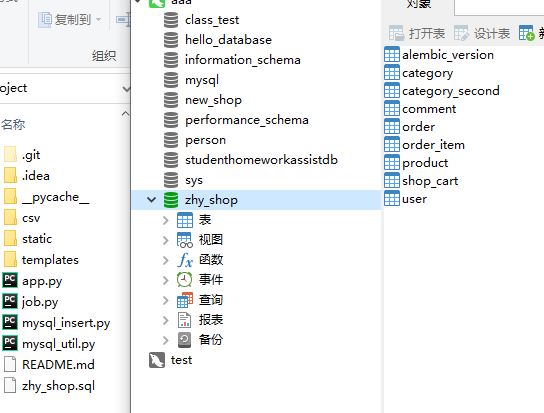 复制到
组织
oject
名称
.git
.idea
__pycache__
csv
static
templates
app.py
job.py
mysql_insert.py
mysql_util.py
README.md
zhy_shop.sql
aaa
class_test
hello_database
information_schema
mysql
new_shop
performance_schema
person
studenthomeworkassistdb
sys
zhy_shop
表
视图
函数
事件
查询
报表
备份
test
对象
打开表 设计表
alembic_version
category
category_second
comment
order
order_item
product
shop_cart
user